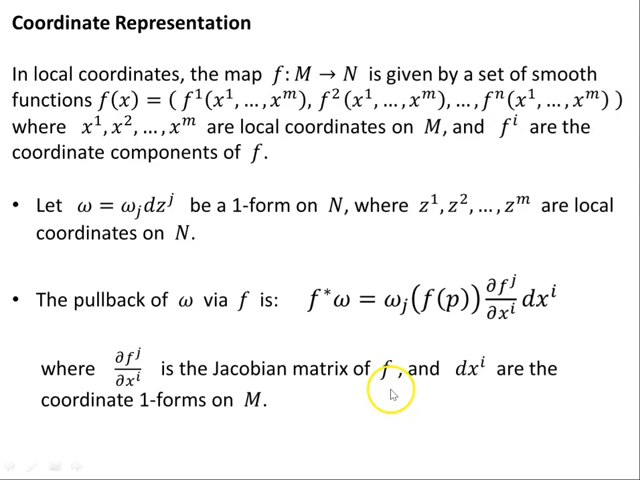 Coordinate Representation
In local coordinates, the map f: M → N is given by a set of smooth
functions f(x) = ( f¹(x¹, …, xᵐ), f²(x¹, …, xᵐ), …, fⁿ(x¹, …, xᵐ) )
where x¹, x², …, xᵐ are local coordinates on M, and fⁱ are the
coordinate components of f.
• Let ω = ωⱼdzʲ be a 1-form on N, where z¹, z², …, zᵐ are local
coordinates on N.
• The pullback of ω via f is: f*ω = ωⱼ(f(p)) ∂fʲ/∂xⁱ dxⁱ
where ∂fʲ/∂xⁱ is the Jacobian matrix of f, and dxⁱ are the
coordinate 1-forms on M.